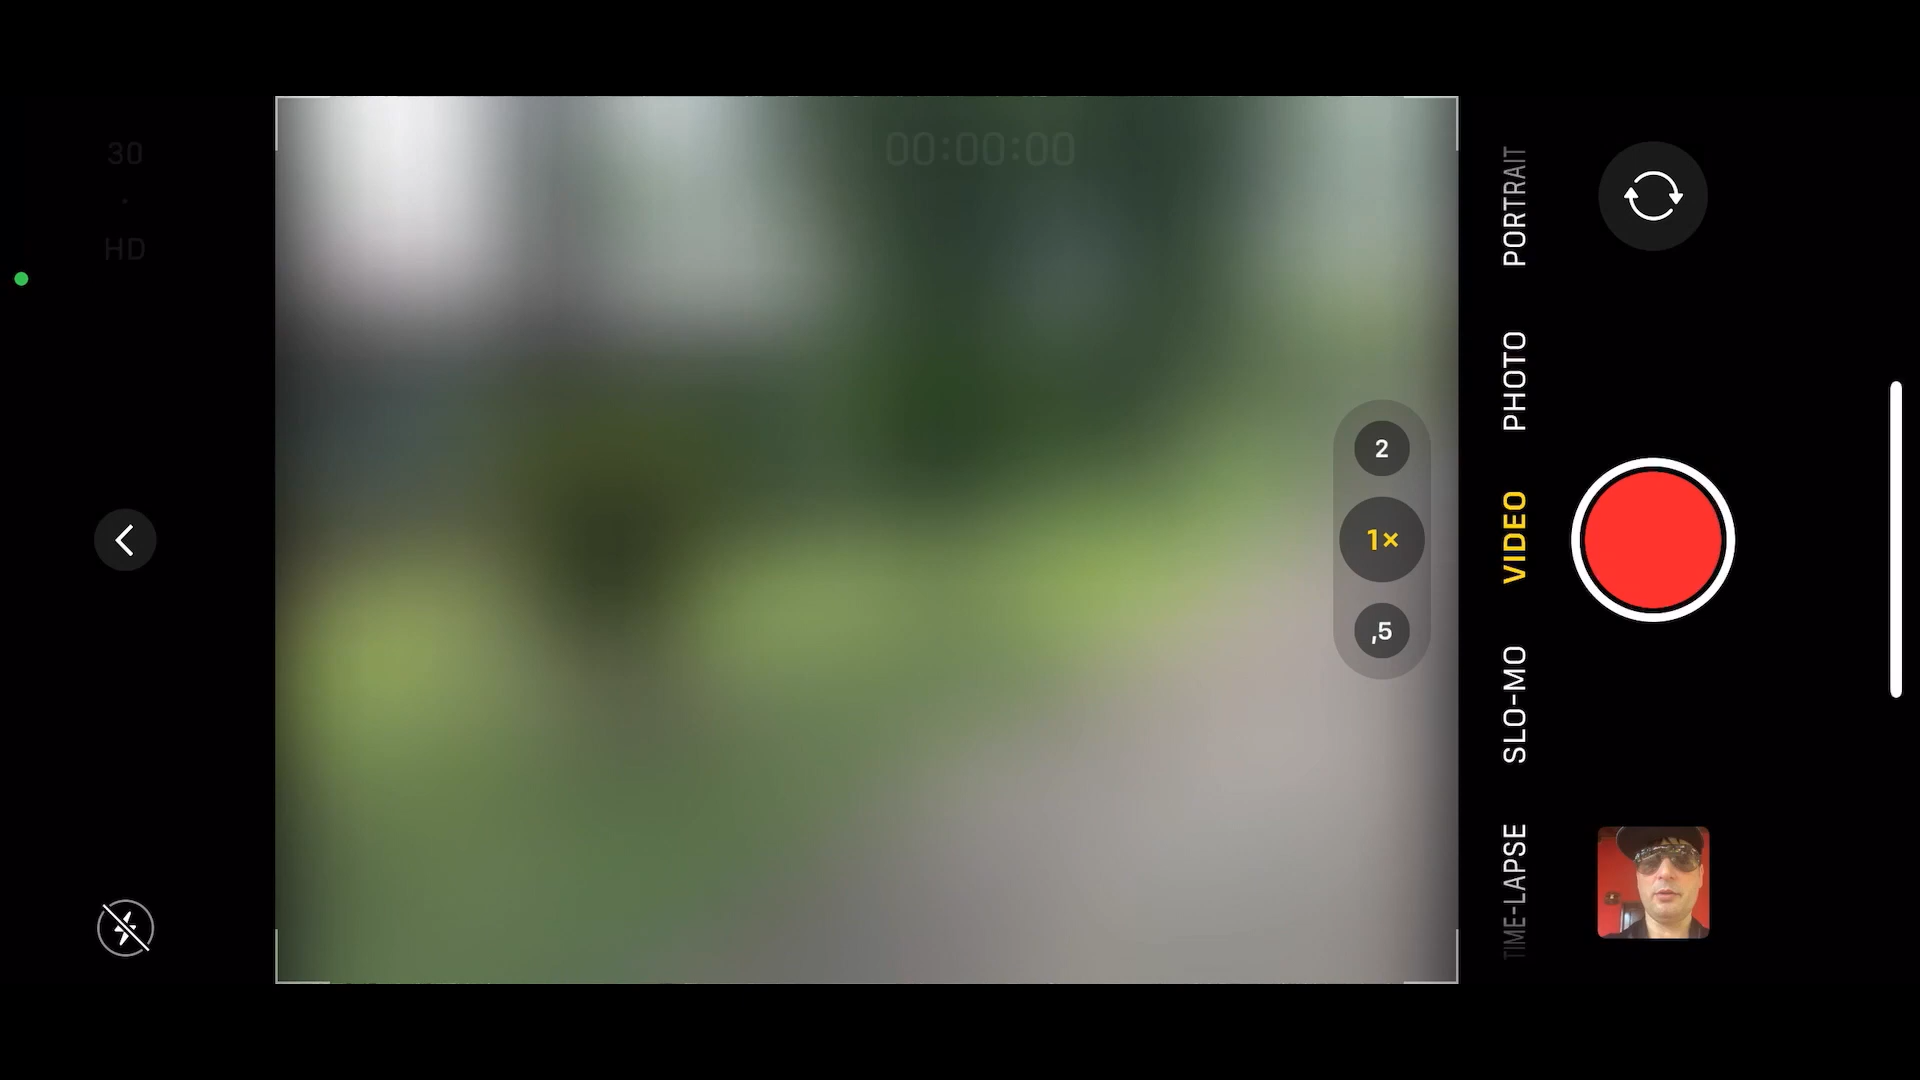 30
HD
00:00:00
2
1×
,5
PORTRAIT
PHOTO
VIDEO
SLO-MO
TIME-LAPSE